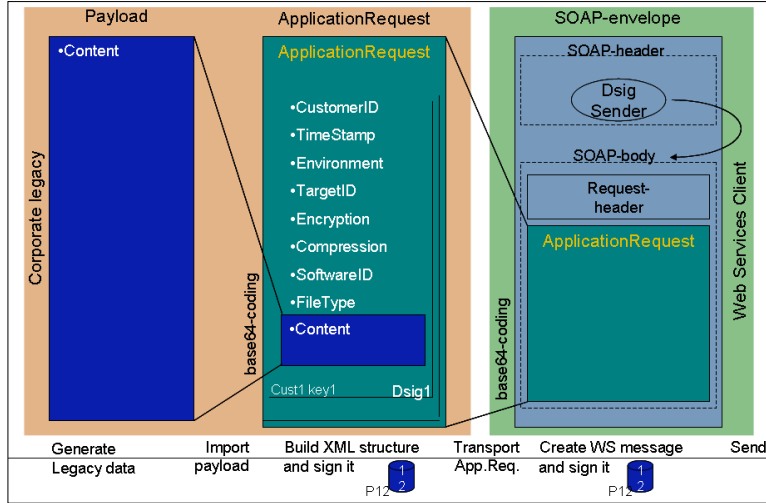 Payload
ApplicationRequest
SOAP-envelope
•Content
Corporate legacy
ApplicationRequest
•CustomerID
•TimeStamp
•Environment
•TargetID
•Encryption
•Compression
•SoftwareID
•FileType
•Content
base64-coding
Cust1 key1
Dsig1
SOAP-header
Dsig
Sender
SOAP-body
Request-
header
ApplicationRequest
base64-coding
Web Services Client
Generate
Legacy data
Import
payload
Build XML structure
and sign it
P12
1
2
Transport
App.Req.
Create WS message
and sign it
P12
1
2
Send